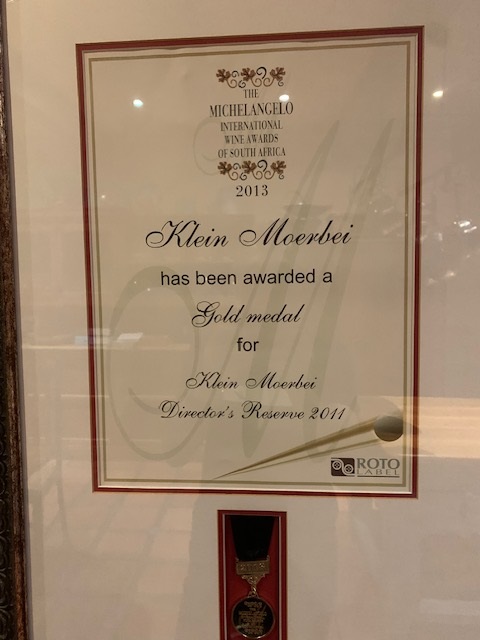 THE
MICHELANGELO
INTERNATIONAL
WINE AWARDS
OF SOUTH AFRICA
2013
Klein Moerbei
has been awarded a
Gold medal
for
Klein Moerbei
Director's Reserve 2011
ROTO
LABEL